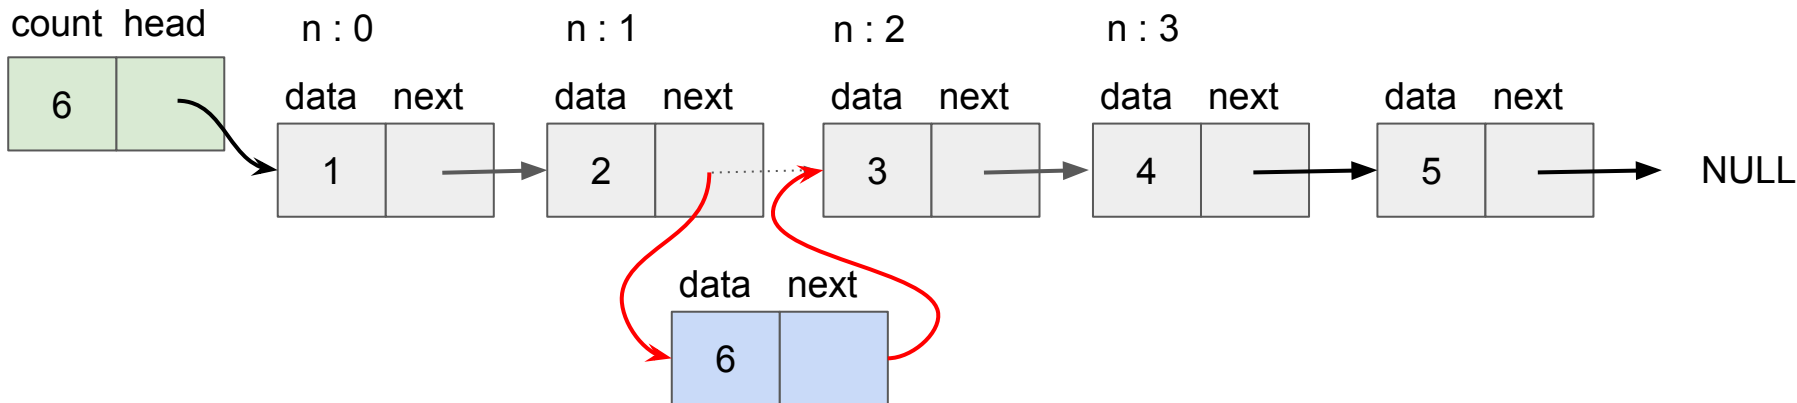 count head n : 0 n : 1 n : 2 n : 3
data next data next data next data next data next
6
1 2 3 4 5 NULL
data next
6